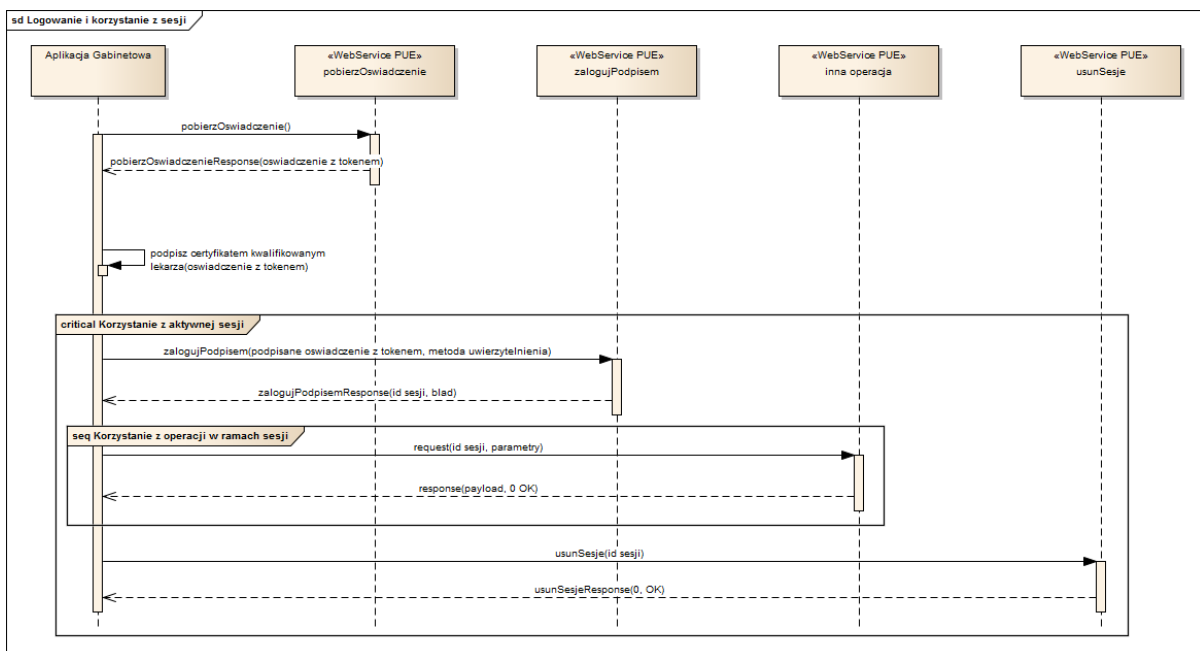 sd Logowanie i korzystanie z sesji
Aplikacja Gabinetowa
«WebService PUE»
pobierzOswiadczenie
«WebService PUE»
zalogujPodpisem
«WebService PUE»
inna operacja
«WebService PUE»
usunSesje
pobierzOswiadczenie()
pobierzOswiadczenieResponse(oswiadczenie z tokenem)
podpisz certyfikatem kwalifikowanym
lekarza(oswiadczenie z tokenem)
critical Korzystanie z aktywnej sesji
zalogujPodpisem(podpisane oswiadczenie z tokenem, metoda uwierzytelnienia)
zalogujPodpisemResponse(id sesji, blad)
seq Korzystanie z operacji w ramach sesji
request(id sesji, parametry)
response(payload, 0 OK)
usunSesje(id sesji)
usunSesjeResponse(0, OK)